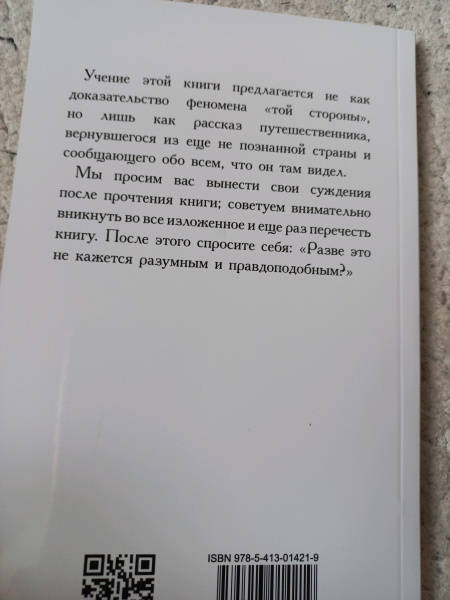 Учение этой книги предлагается не как
доказательство феномена «той стороны»,
но лишь как рассказ путешественника,
вернувшегося из еще не познанной страны и
сообщающего обо всем, что он там видел.
Мы просим вас вынести свои суждения
после прочтения книги; советуем внимательно
вникнуть во все изложенное и еще раз перечесть
книгу. После этого спросите себя: «Разве это
не кажется разумным и правдоподобным?»
ISBN 978-5-413-01421-9